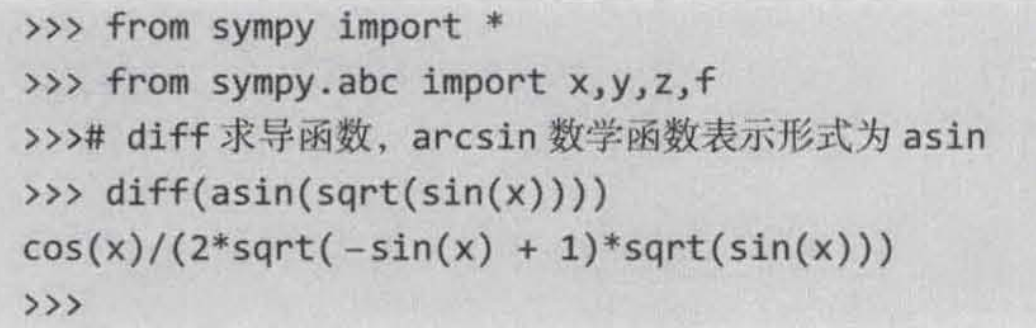 >>> from sympy import *
>>> from sympy.abc import x,y,z,f
>>># diff 求导函数，arcsin 数学函数表示形式为 asin
>>> diff(asin(sqrt(sin(x))))
cos(x)/(2*sqrt(−sin(x) + 1)*sqrt(sin(x)))
>>>